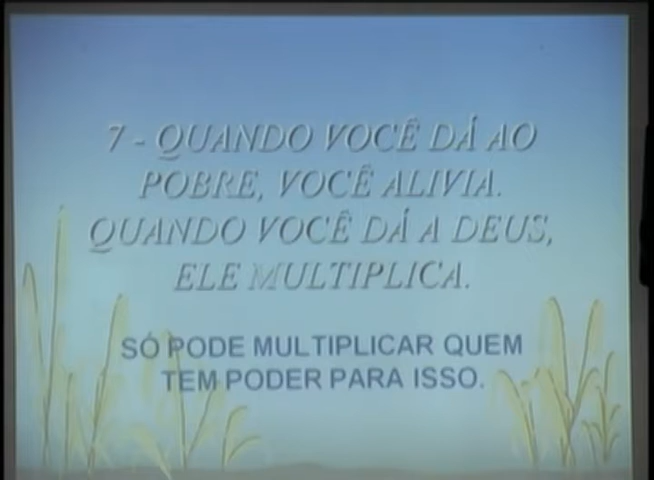 7 - QUANDO VOCÊ DÁ AO
POBRE, VOCÊ ALIVIA.
QUANDO VOCÊ DÁ A DEUS,
ELE MULTIPLICA.
SÓ PODE MULTIPLICAR QUEM
TEM PODER PARA ISSO.